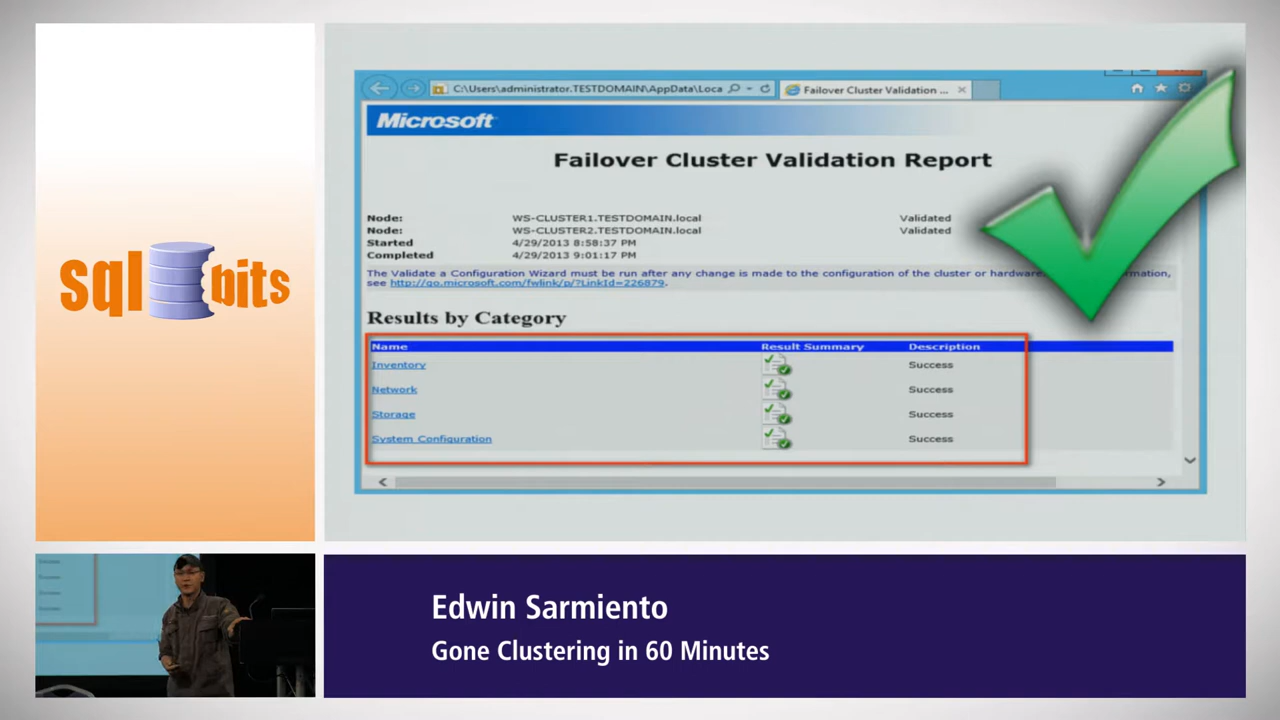 sql bits
C:\Users\administrator.TESTDOMAIN\AppData\Loca
Failover Cluster Validation ...
Microsoft
Failover Cluster Validation Report
Node: WS-CLUSTER1.TESTDOMAIN.local Validated
Node: WS-CLUSTER2.TESTDOMAIN.local Validated
Started 4/29/2013 8:58:37 PM
Completed 4/29/2013 9:01:17 PM
The Validate a Configuration Wizard must be run after any change is made to the configuration of the cluster or hardware. information,
see http://go.microsoft.com/fwlink/p/?LinkId=226879.
Results by Category
Name Result Summary Description
Inventory Success
Network Success
Storage Success
System Configuration Success
Edwin Sarmiento
Gone Clustering in 60 Minutes